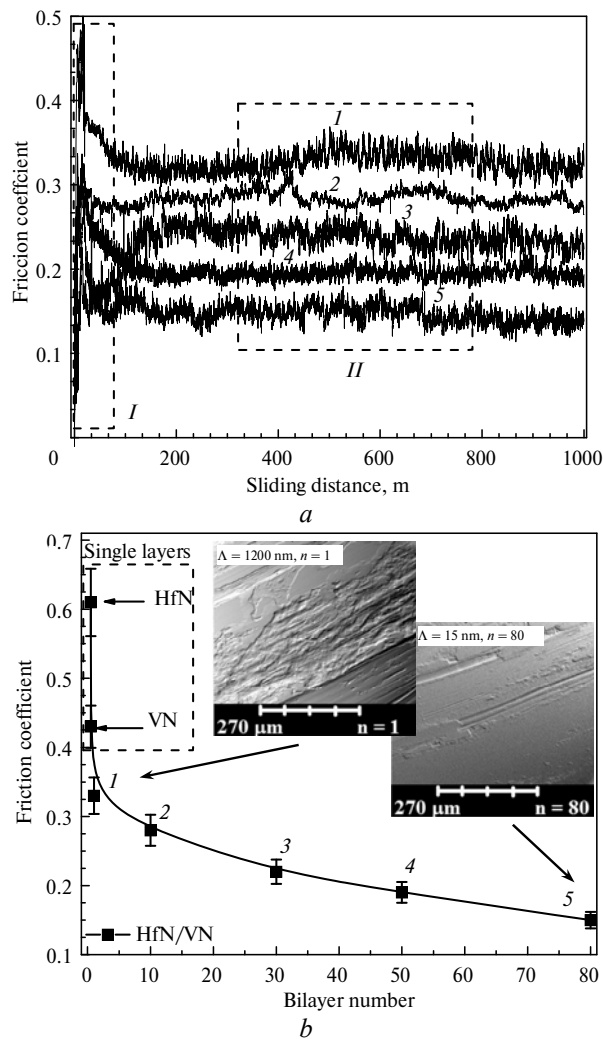 0.5
0.4
0.3
0.2
0.1
Friccion coefficient
1
2
3
4
5
I
II
0
200
400
600
800
1000
Sliding distance, m
a
0.7
0.6
0.5
0.4
0.3
0.2
0.1
Friction coefficient
Single layers
HfN
VN
Λ = 1200 nm, n = 1
270 μm n = 1
Λ = 15 nm, n = 80
270 μm n = 80
1
2
3
4
5
HfN/VN
0 10 20 30 40 50 60 70 80
Bilayer number
b